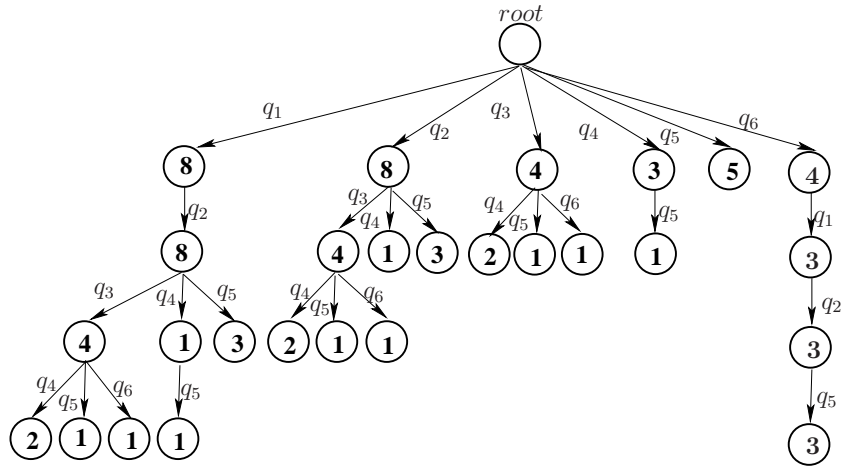 root
q1 q2 q3 q4 q5 q6
8 8 4 3 5 4
q2 q3 q4 q5 q4 q5 q6 q5 q1
8 4 1 3 2 1 1 1 3
q3 q4 q5 q4 q5 q6 q2
4 1 3 2 1 1 3
q4 q5 q6 q5 q5
2 1 1 1 3